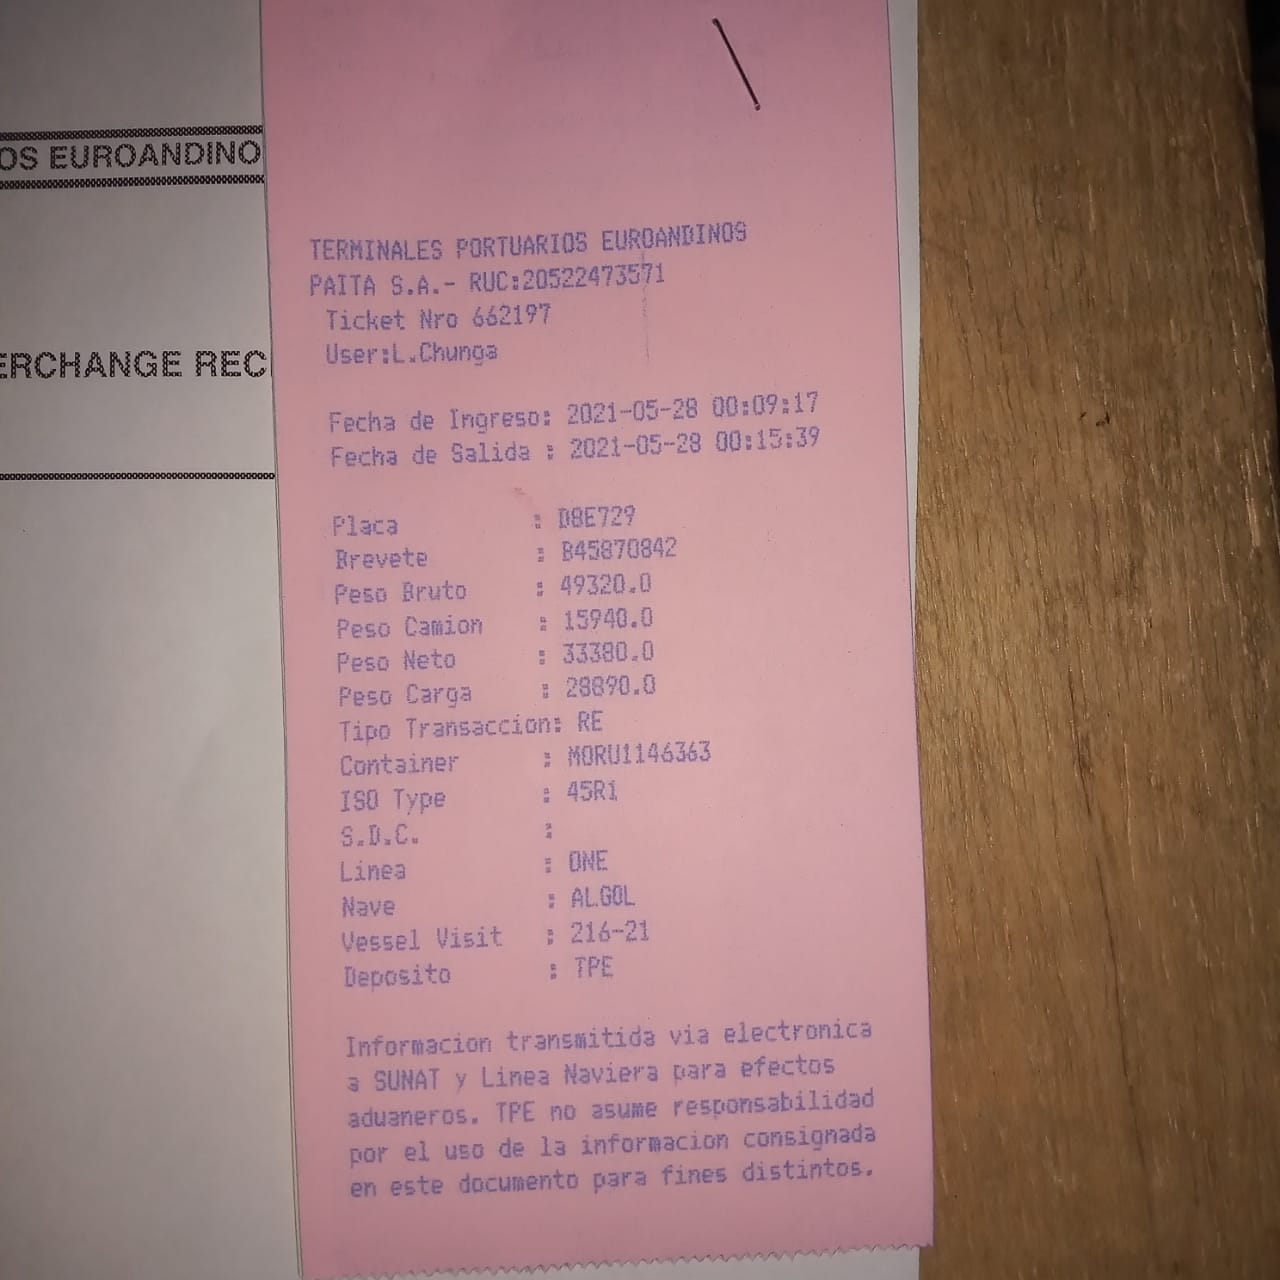 OS EUROANDINO
ERCHANGE REC
TERMINALES PORTUARIOS EUROANDINOS
PAITA S.A.- RUC:20522473571
Ticket Nro 662197
User:L.Chunga
Fecha de Ingreso: 2021-05-28 00:09:17
Fecha de Salida : 2021-05-28 00:15:39
Placa : D8E729
Brevete : B45870842
Peso Bruto : 49320.0
Peso Camion : 15940.0
Peso Neto : 33380.0
Peso Carga : 28890.0
Tipo Transaccion: RE
Container : MORU1146363
ISO Type : 45R1
S.D.C. :
Linea : ONE
Nave : ALGOL
Vessel Visit : 216-21
Deposito : TPE
Informacion transmitida via electronica
a SUNAT y Linea Naviera para efectos
aduaneros. TPE no asume responsabilidad
por el uso de la informacion consignada
en este documento para fines distintos.